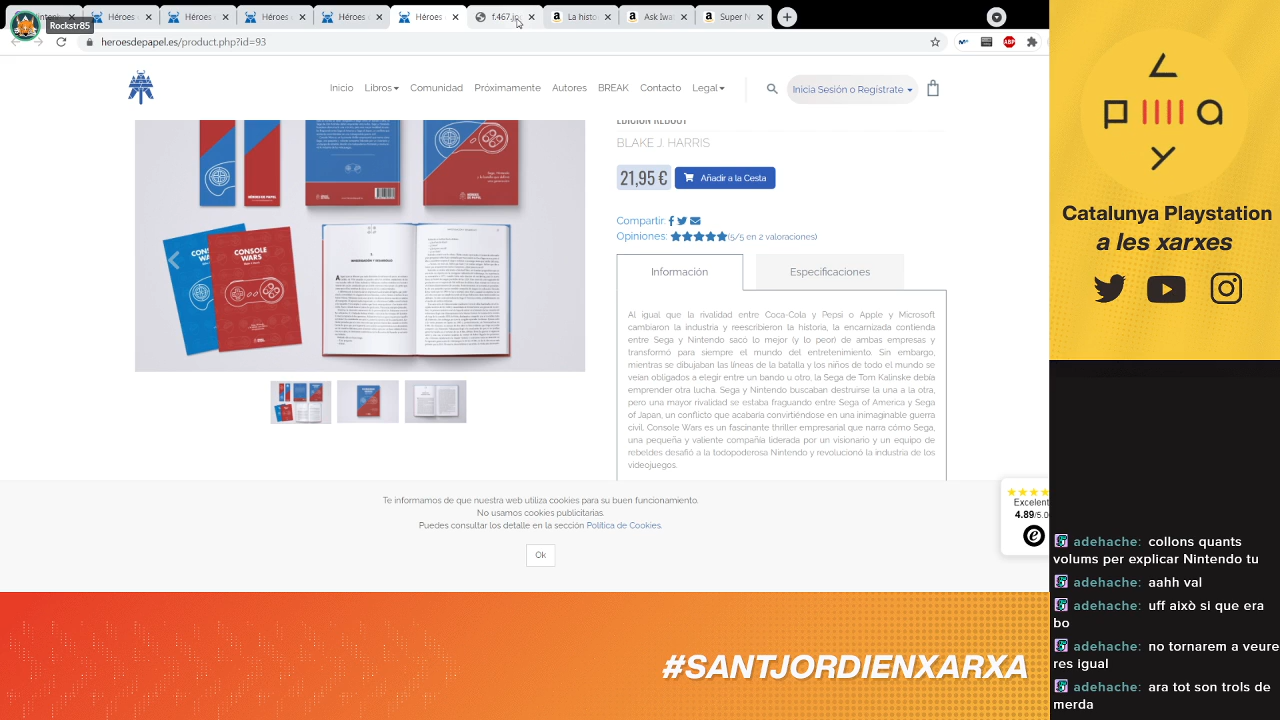 Rockstr85
Héroes
Héroes
Héroes
Héroes
Héroes
f.467.jp
La histo
Ask Iwa
Super N
heroesdepapel.es/product.php?id=93
ABP
Inicio Libros Comunidad Próximamente Autores BREAK Contacto Legal
Inicia Sesión o Registrate
EDICIÓN REBOOT
BLAKE J. HARRIS
21,95 € Añadir a la Cesta
Compartir:
Opiniones: (5/5 en 2 valoraciones)
Información Especificaciones
Al igual que la rivalidad entre Coca-Cola y Pepsi o Apple y Microsoft
cambiaron la industria y reescribieron la historia, la encarnizada batalla
entre Sega y Nintendo sacó lo mejor (y lo peor) de ambas empresas y
transformó para siempre el mundo del entretenimiento. Sin embargo,
mientras se dibujaban las líneas de la batalla y los niños de todo el mundo se
veían obligados a elegir entre un bando u otro, la Sega de Tom Kalinske debía
emprender otra lucha. Sega y Nintendo buscaban destruirse la una a la otra,
pero una mayor rivalidad se estaba fraguando entre Sega of America y Sega
of Japan, un conflicto que acabaría convirtiéndose en una inimaginable guerra
civil. Console Wars es un fascinante thriller empresarial que narra cómo Sega,
una pequeña y valiente compañía liderada por un visionario y un equipo de
rebeldes desafió a la todopoderosa Nintendo y revolucionó la industria de los
videojuegos.
CONSOLE
WARS
Te informamos de que nuestra web utiliza cookies para su buen funcionamiento.
No usamos cookies publicitarias.
Puedes consultar los detalle en la sección Política de Cookies.
Ok
Excelent
4.89/5.0
Catalunya Playstation
a les xarxes
adehache: collons quants
volums per explicar Nintendo tu
adehache: aahh val
adehache: uff això si que era
bo
adehache: no tornarem a veure
res igual
adehache: ara tot son trols de
merda
#SANTJORDIENXARXA